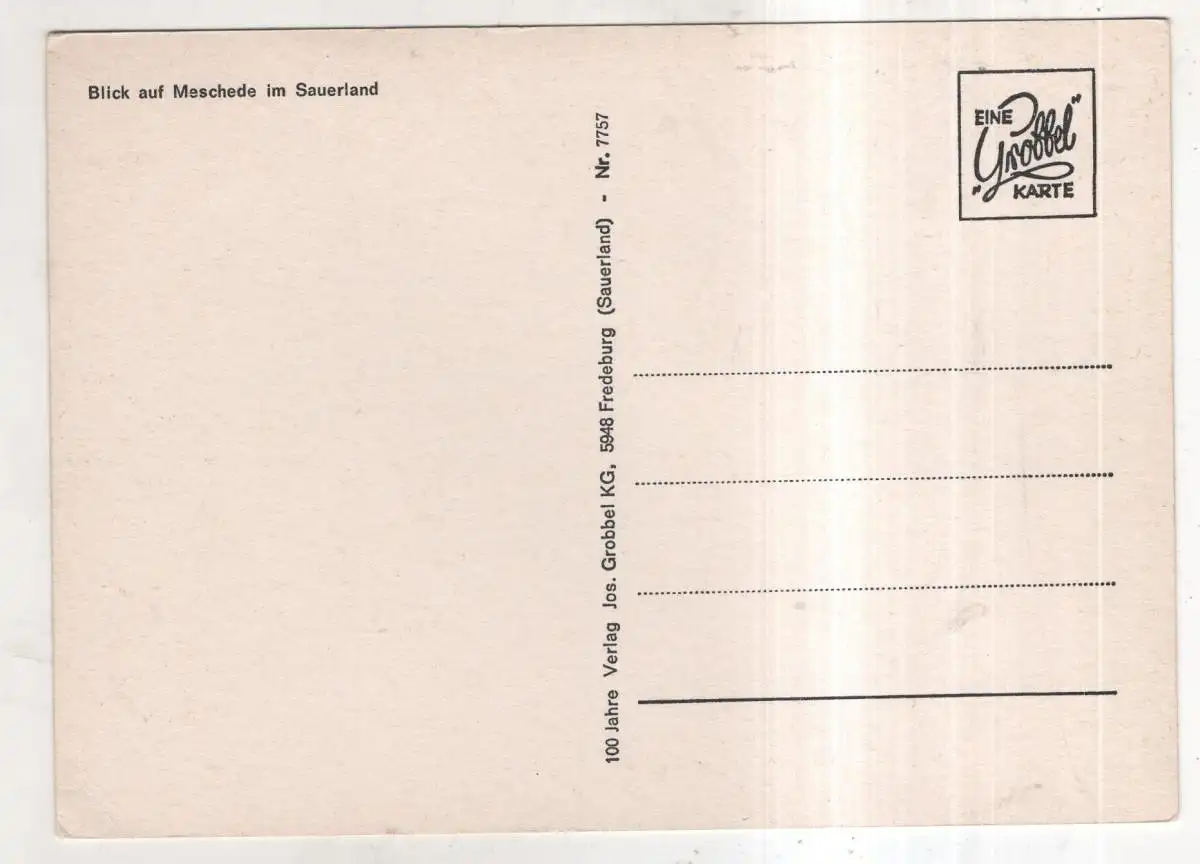 Blick auf Meschede im Sauerland
100 Jahre Verlag Jos. Grobbel KG, 5948 Fredeburg (Sauerland) - Nr. 7757
EINE
"Grobbel"
KARTE